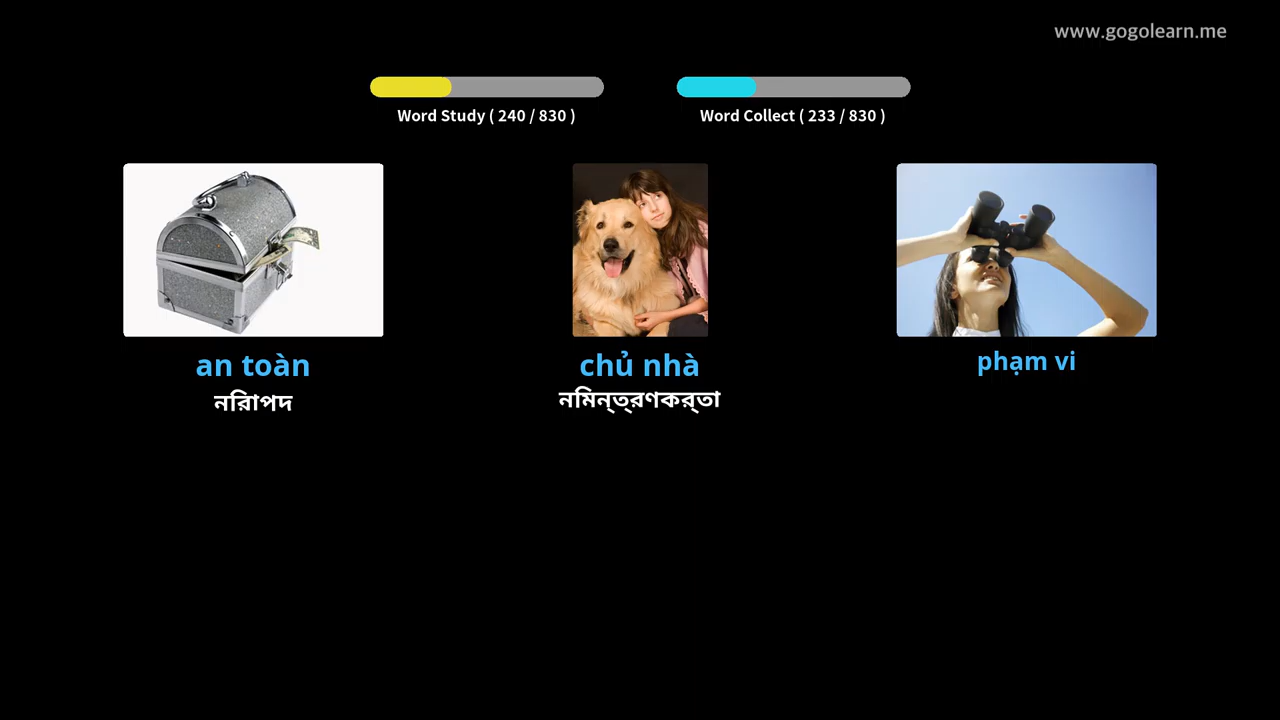 www.gogolearn.me
Word Study ( 240 / 830 )
Word Collect ( 233 / 830 )
an toàn
নিরাপদ
chủ nhà
নিমন্ত্রণকর্তা
phạm vi